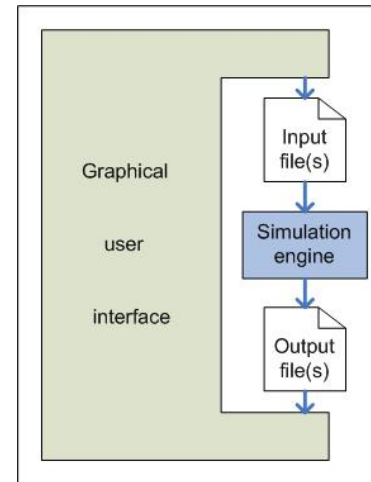 Graphical
user
interface
Input
file(s)
Simulation
engine
Output
file(s)